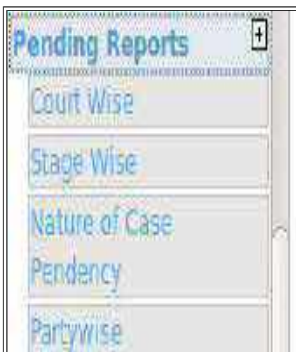 Pending Reports
Court Wise
Stage Wise
Nature of Case
Pendency
Partywise